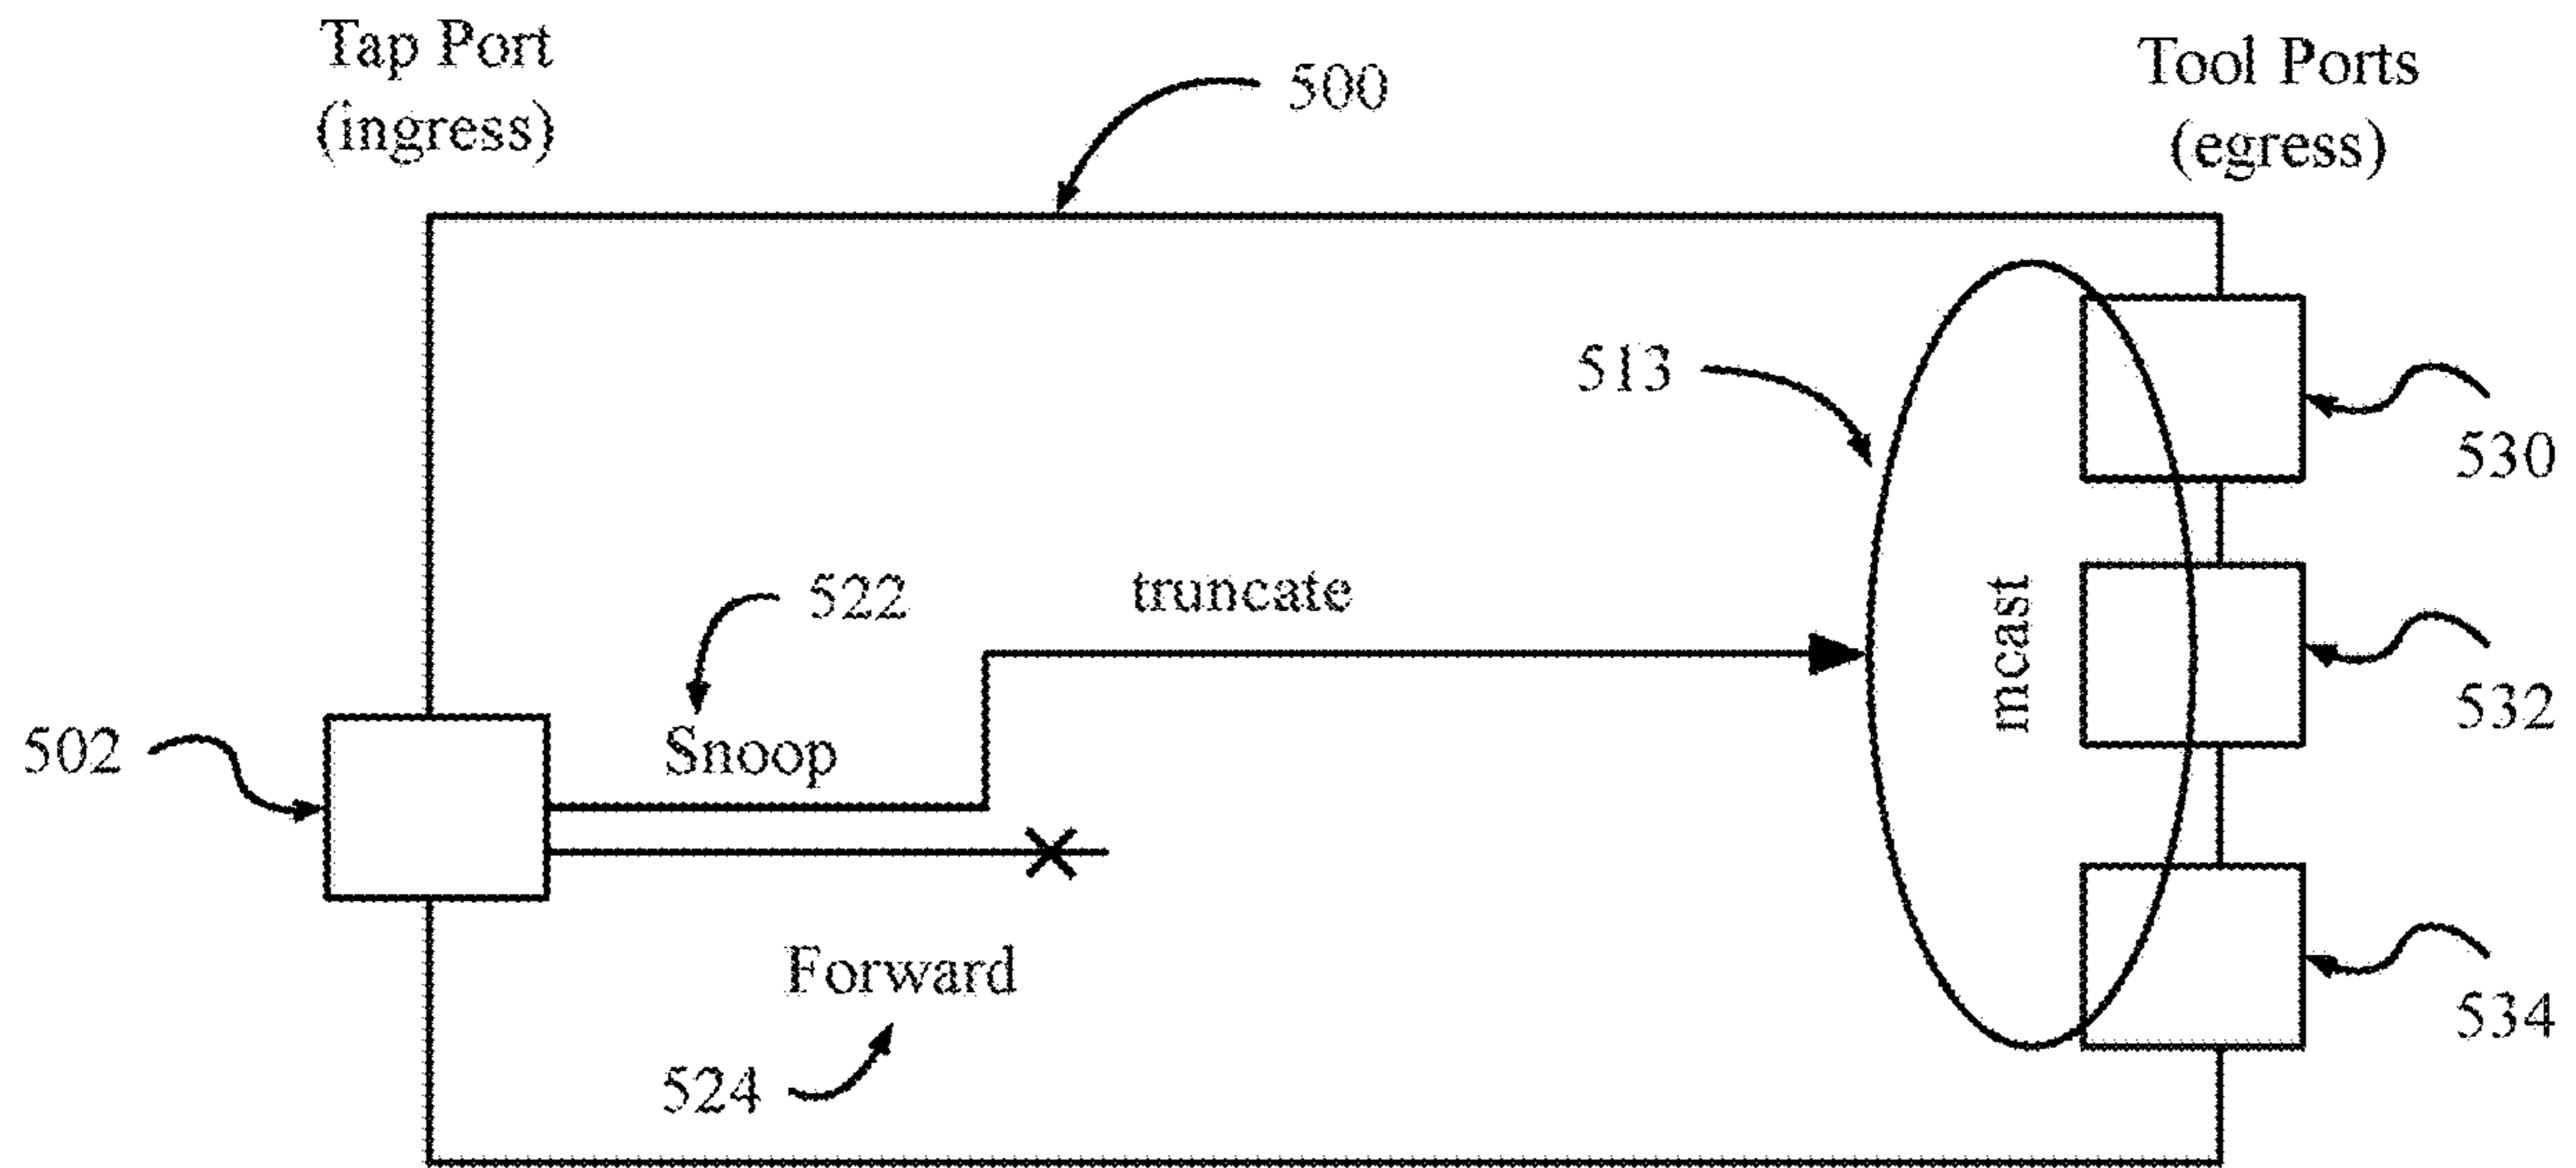 Tap Port
(ingress)
500
Tool Ports
(egress)
513
530
522
truncate
mcast
532
502
Snoop
Forward
524
534